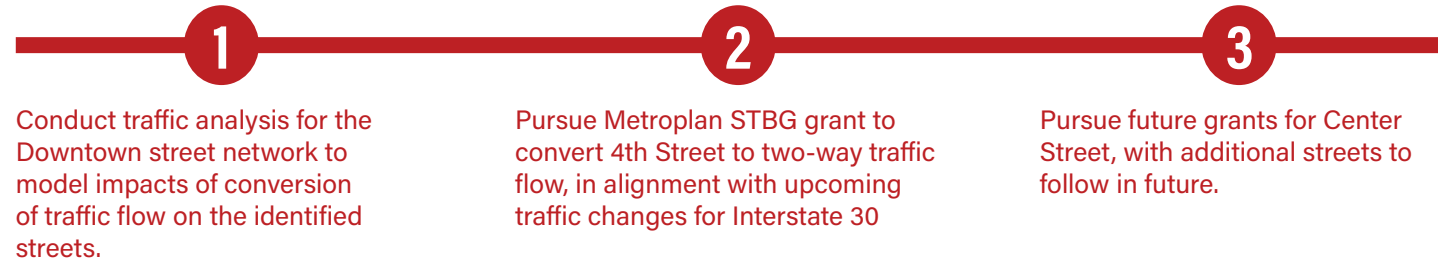 1
Conduct traffic analysis for the
Downtown street network to
model impacts of conversion
of traffic flow on the identified
streets.
2
Pursue Metroplan STBG grant to
convert 4th Street to two-way traffic
flow, in alignment with upcoming
traffic changes for Interstate 30
3
Pursue future grants for Center
Street, with additional streets to
follow in future.